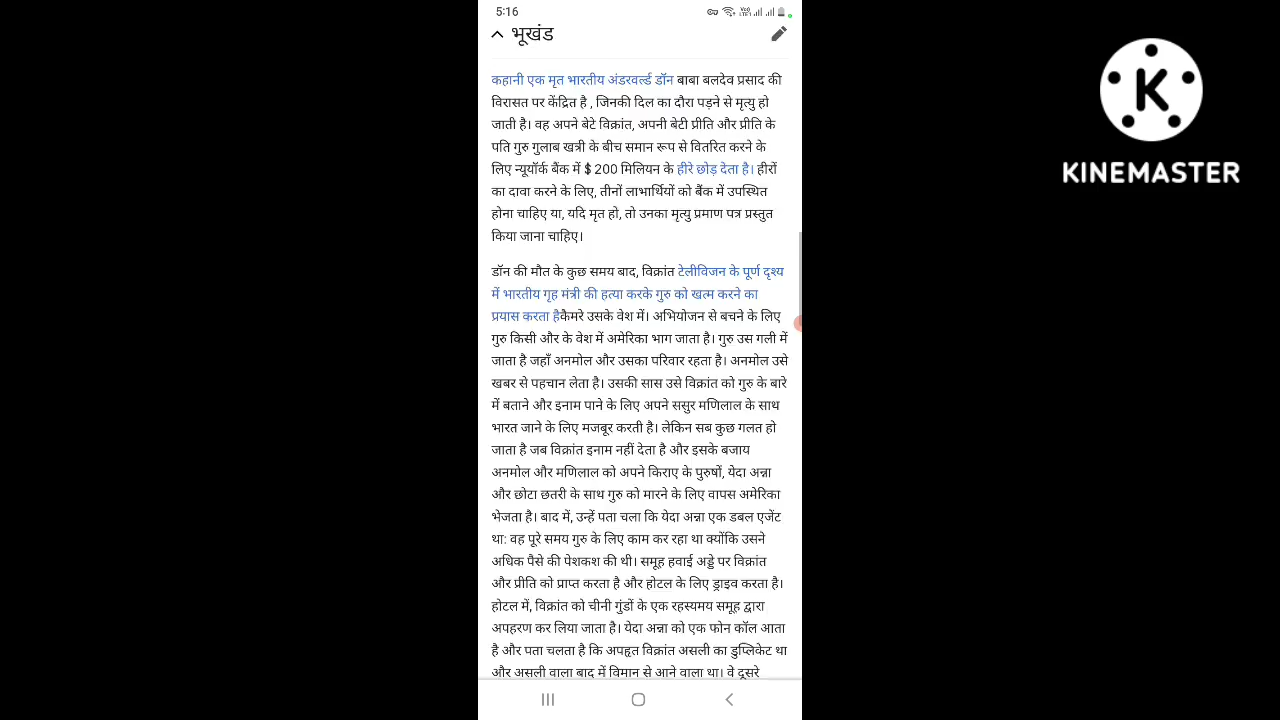 5:16
भूखंड
कहानी एक मृत भारतीय अंडरवर्ल्ड डॉन बाबा बलदेव प्रसाद की
विरासत पर केंद्रित है , जिनकी दिल का दौरा पड़ने से मृत्यु हो
जाती है। वह अपने बेटे विक्रांत, अपनी बेटी प्रीति और प्रीति के
पति गुरु गुलाब खत्री के बीच समान रूप से वितरित करने के
लिए न्यूयॉर्क बैंक में $ 200 मिलियन के हीरे छोड़ देता है। हीरों
का दावा करने के लिए, तीनों लाभार्थियों को बैंक में उपस्थित
होना चाहिए या, यदि मृत हो, तो उनका मृत्यु प्रमाण पत्र प्रस्तुत
किया जाना चाहिए।
डॉन की मौत के कुछ समय बाद, विक्रांत टेलीविजन के पूर्ण दृश्य
में भारतीय गृह मंत्री की हत्या करके गुरु को खत्म करने का
प्रयास करता हैकैमरे उसके वेश में। अभियोजन से बचने के लिए
गुरु किसी और के वेश में अमेरिका भाग जाता है। गुरु उस गली में
जाता है जहाँ अनमोल और उसका परिवार रहता है। अनमोल उसे
खबर से पहचान लेता है। उसकी सास उसे विक्रांत को गुरु के बारे
में बताने और इनाम पाने के लिए अपने ससुर मणिलाल के साथ
भारत जाने के लिए मजबूर करती है। लेकिन सब कुछ गलत हो
जाता है जब विक्रांत इनाम नहीं देता है और इसके बजाय
अनमोल और मणिलाल को अपने किराए के पुरुषों, येदा अन्ना
और छोटा छतरी के साथ गुरु को मारने के लिए वापस अमेरिका
भेजता है। बाद में, उन्हें पता चला कि येदा अन्ना एक डबल एजेंट
था: वह पूरे समय गुरु के लिए काम कर रहा था क्योंकि उसने
अधिक पैसे की पेशकश की थी। समूह हवाई अड्डे पर विक्रांत
और प्रीति को प्राप्त करता है और होटल के लिए ड्राइव करता है।
होटल में, विक्रांत को चीनी गुंडों के एक रहस्यमय समूह द्वारा
अपहरण कर लिया जाता है। येदा अन्ना को एक फोन कॉल आता
है और पता चलता है कि अपहृत विक्रांत असली का डुप्लिकेट था
और असली वाला बाद में विमान से आने वाला था। वे दूसरे
K
KINEMASTER